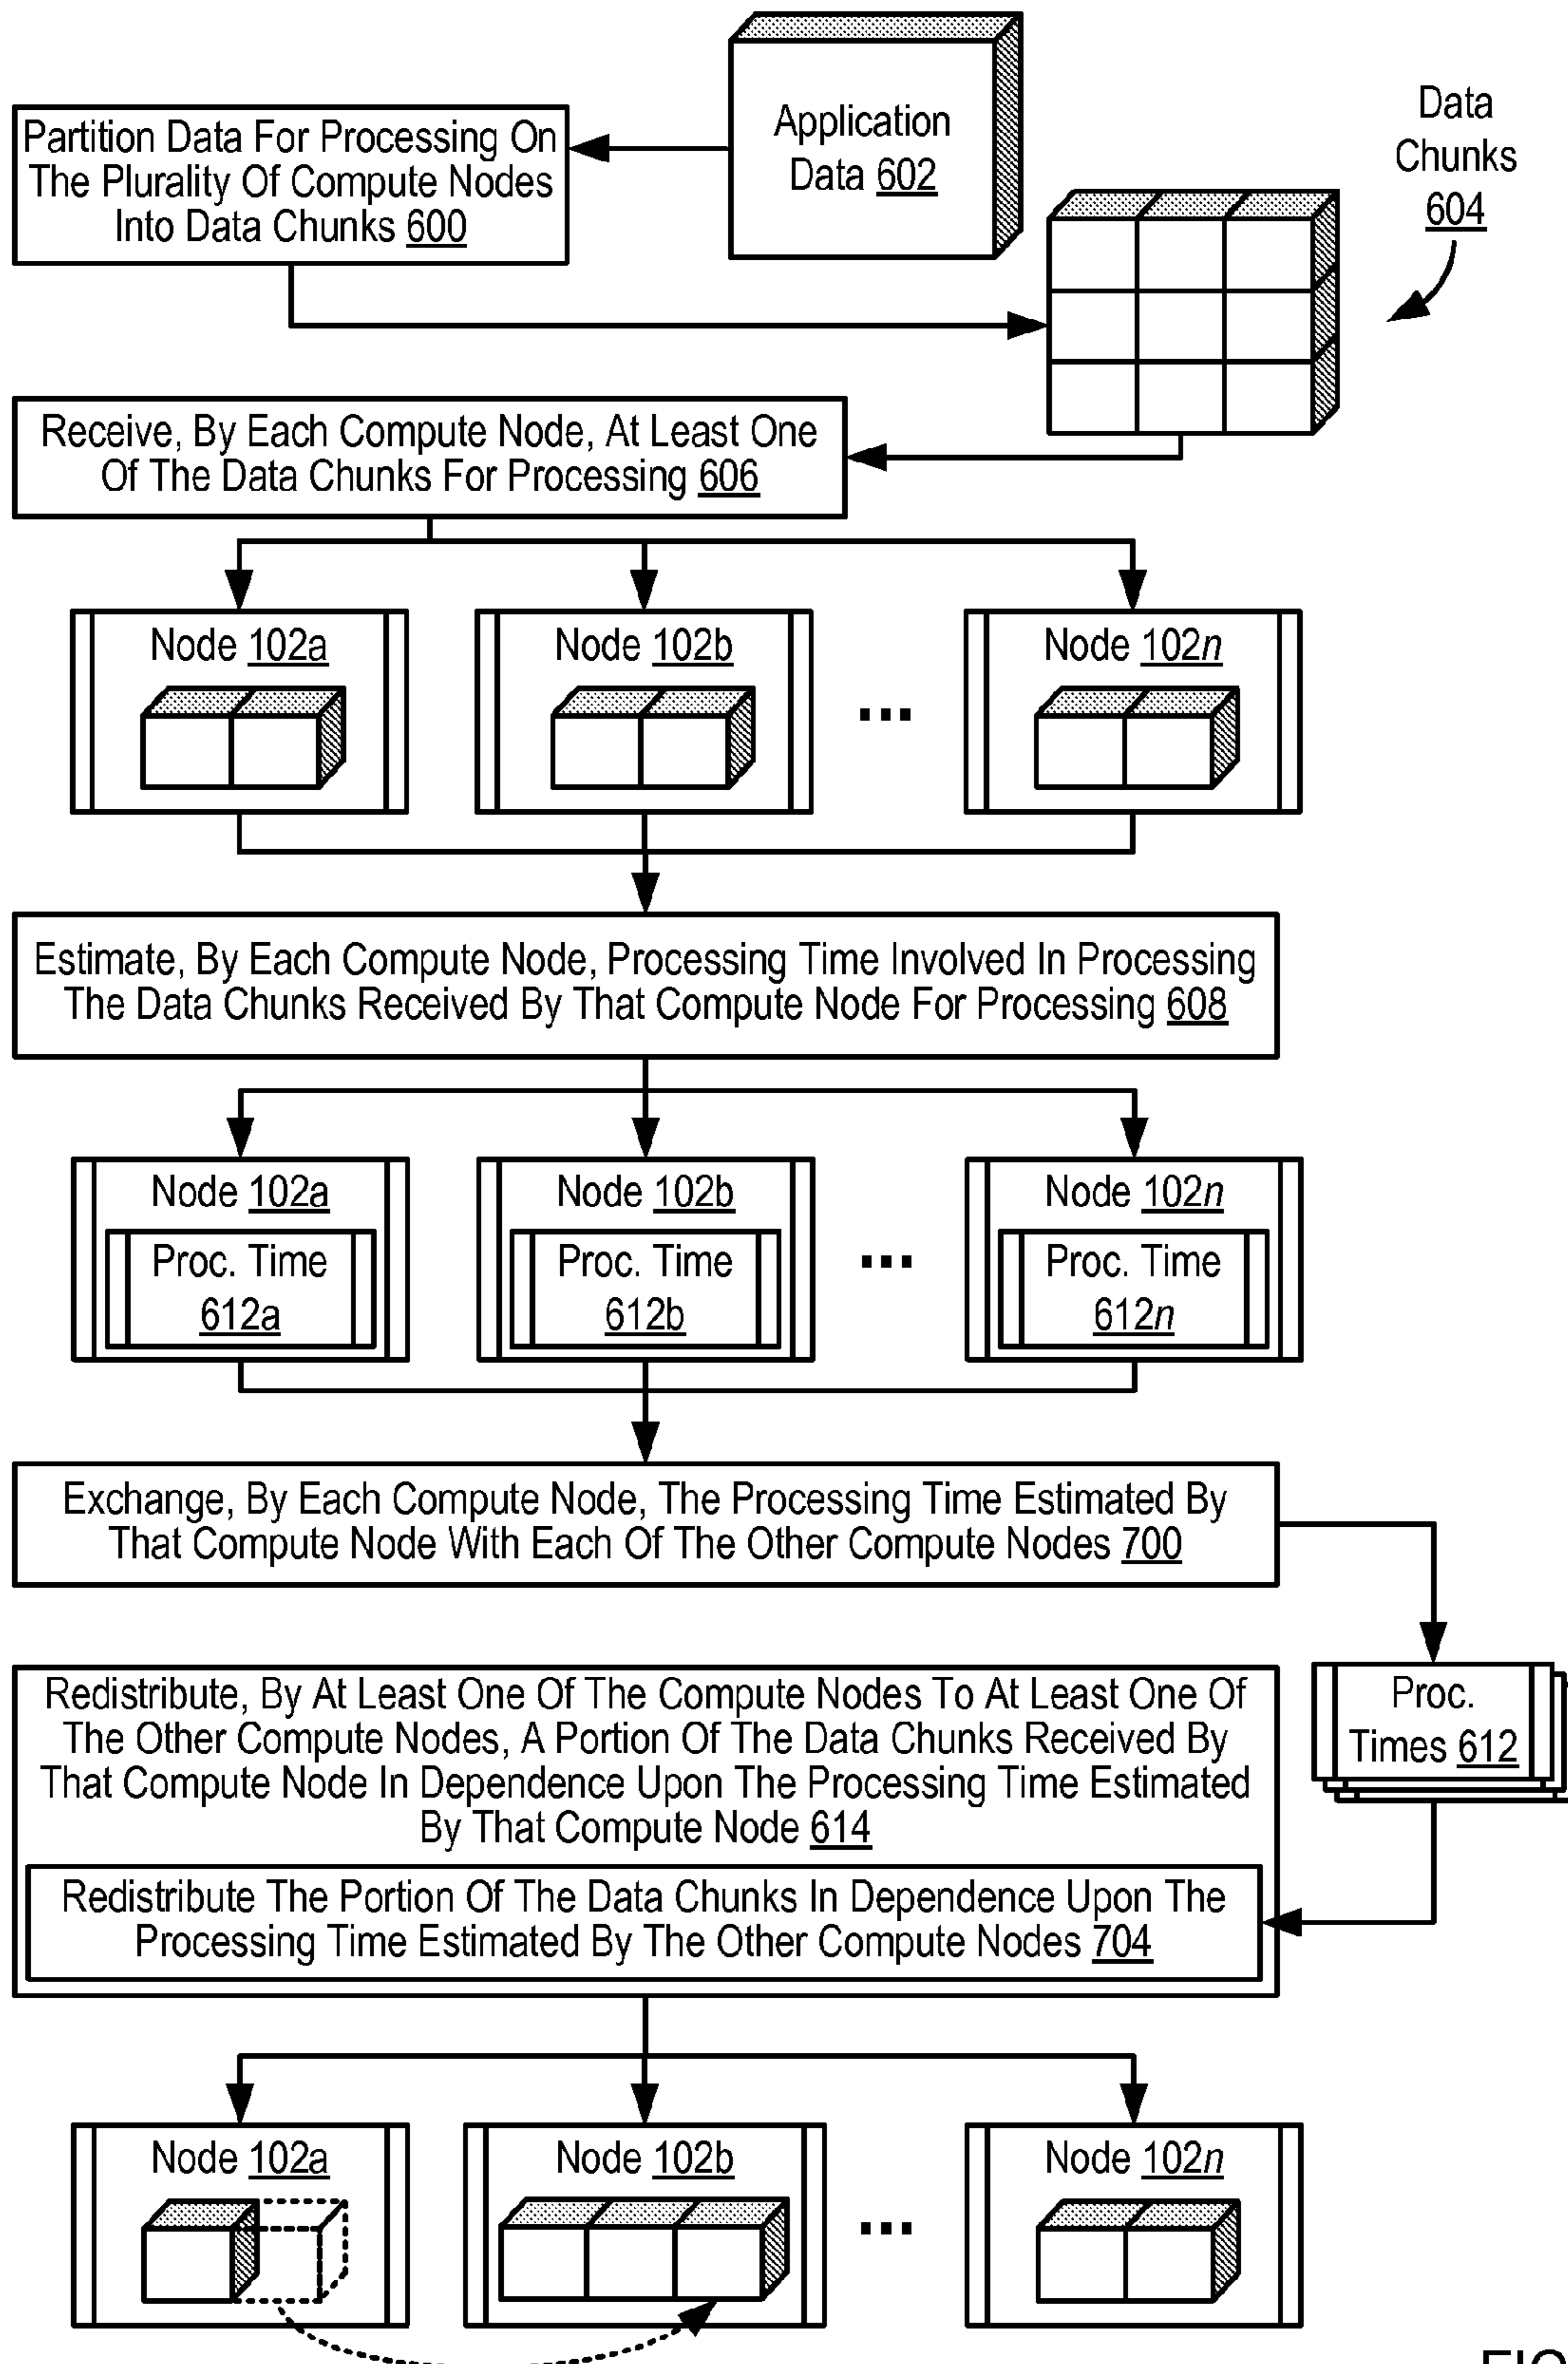 Application
Data 602
Data
Chunks
604
Partition Data For Processing On
The Plurality Of Compute Nodes
Into Data Chunks 600
Receive, By Each Compute Node, At Least One
Of The Data Chunks For Processing 606
Node 102a
Node 102b
...
Node 102n
Estimate, By Each Compute Node, Processing Time Involved In Processing
The Data Chunks Received By That Compute Node For Processing 608
Node 102a
Proc. Time
612a
Node 102b
Proc. Time
612b
...
Node 102n
Proc. Time
612n
Exchange, By Each Compute Node, The Processing Time Estimated By
That Compute Node With Each Of The Other Compute Nodes 700
Proc.
Times 612
Redistribute, By At Least One Of The Compute Nodes To At Least One Of
The Other Compute Nodes, A Portion Of The Data Chunks Received By
That Compute Node In Dependence Upon The Processing Time Estimated
By That Compute Node 614
Redistribute The Portion Of The Data Chunks In Dependence Upon The
Processing Time Estimated By The Other Compute Nodes 704
Node 102a
Node 102b
...
Node 102n